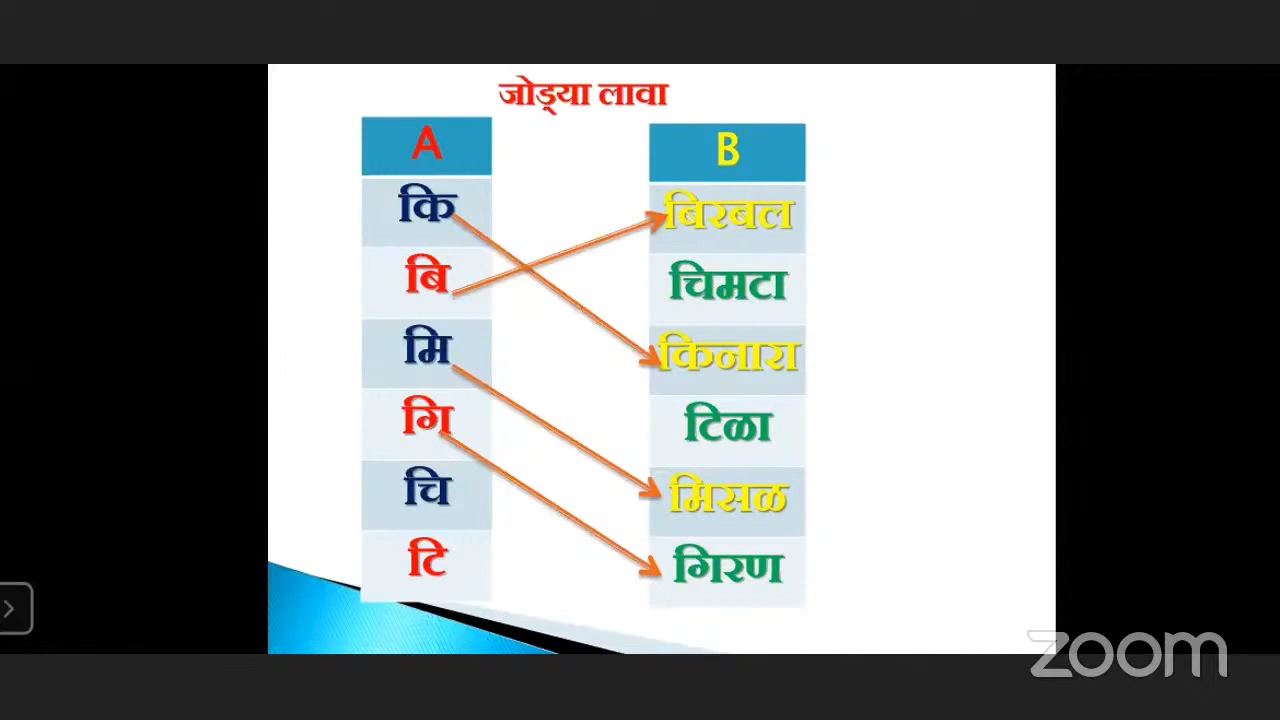 जोड्या लावा
A B
कि बिरबल
बि चिमटा
मि किनारा
गि टिळा
चि मिसळ
टि गिरण
zoom